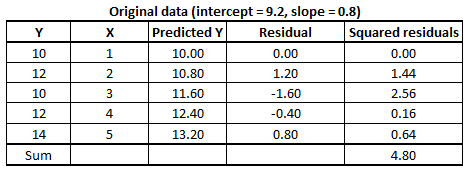 Original data (intercept = 9.2, slope = 0.8)
Y X Predicted Y Residual Squared residuals
10 1 10.00 0.00 0.00
12 2 10.80 1.20 1.44
10 3 11.60 -1.60 2.56
12 4 12.40 -0.40 0.16
14 5 13.20 0.80 0.64
Sum 4.80